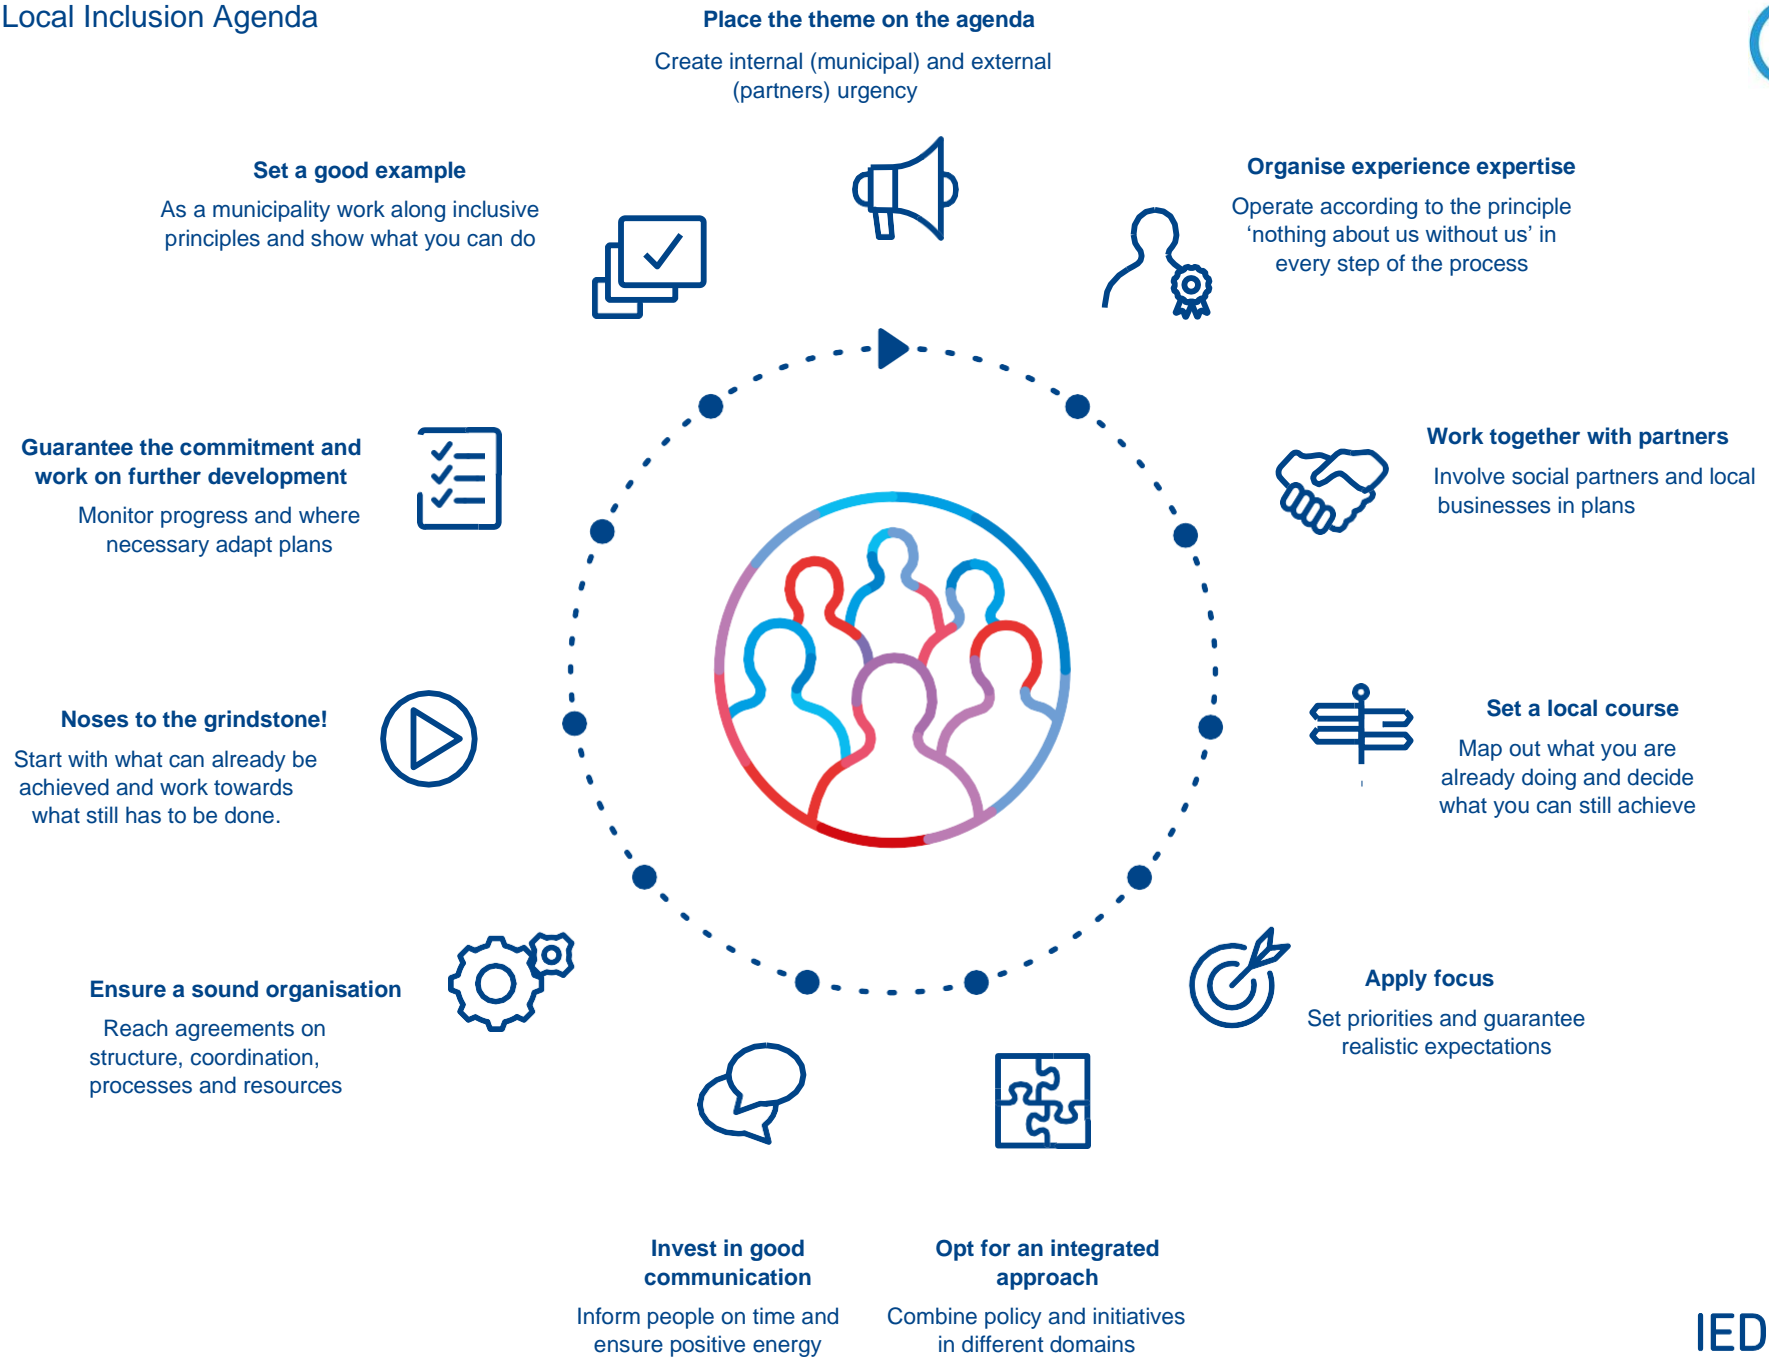 Local Inclusion Agenda
Place the theme on the agenda
Create internal (municipal) and external
(partners) urgency
Organise experience expertise
Operate according to the principle
‘nothing about us without us’ in
every step of the process
Work together with partners
Involve social partners and local
businesses in plans
Set a local course
Map out what you are
already doing and decide
what you can still achieve
Apply focus
Set priorities and guarantee
realistic expectations
Opt for an integrated
approach
Combine policy and initiatives
in different domains
Invest in good
communication
Inform people on time and
ensure positive energy
Ensure a sound organisation
Reach agreements on
structure, coordination,
processes and resources
Noses to the grindstone!
Start with what can already be
achieved and work towards
what still has to be done.
Guarantee the commitment and
work on further development
Monitor progress and where
necessary adapt plans
Set a good example
As a municipality work along inclusive
principles and show what you can do
IED